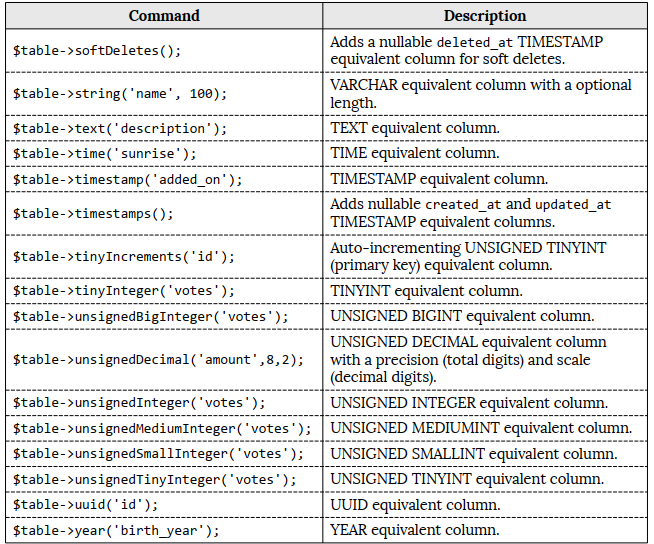 Command Description
$table->softDeletes(); Adds a nullable deleted_at TIMESTAMP
equivalent column for soft deletes.
$table->string('name', 100); VARCHAR equivalent column with a optional
length.
$table->text('description'); TEXT equivalent column.
$table->time('sunrise'); TIME equivalent column.
$table->timestamp('added_on'); TIMESTAMP equivalent column.
$table->timestamps(); Adds nullable created_at and updated_at
TIMESTAMP equivalent columns.
$table->tinyIncrements('id'); Auto-incrementing UNSIGNED TINYINT
(primary key) equivalent column.
$table->tinyInteger('votes'); TINYINT equivalent column.
$table->unsignedBigInteger('votes'); UNSIGNED BIGINT equivalent column.
$table->unsignedDecimal('amount',8,2); UNSIGNED DECIMAL equivalent column
with a precision (total digits) and scale
(decimal digits).
$table->unsignedInteger('votes'); UNSIGNED INTEGER equivalent column.
$table->unsignedMediumInteger('votes'); UNSIGNED MEDIUMINT equivalent column.
$table->unsignedSmallInteger('votes'); UNSIGNED SMALLINT equivalent column.
$table->unsignedTinyInteger('votes'); UNSIGNED TINYINT equivalent column.
$table->uuid('id'); UUID equivalent column.
$table->year('birth_year'); YEAR equivalent column.